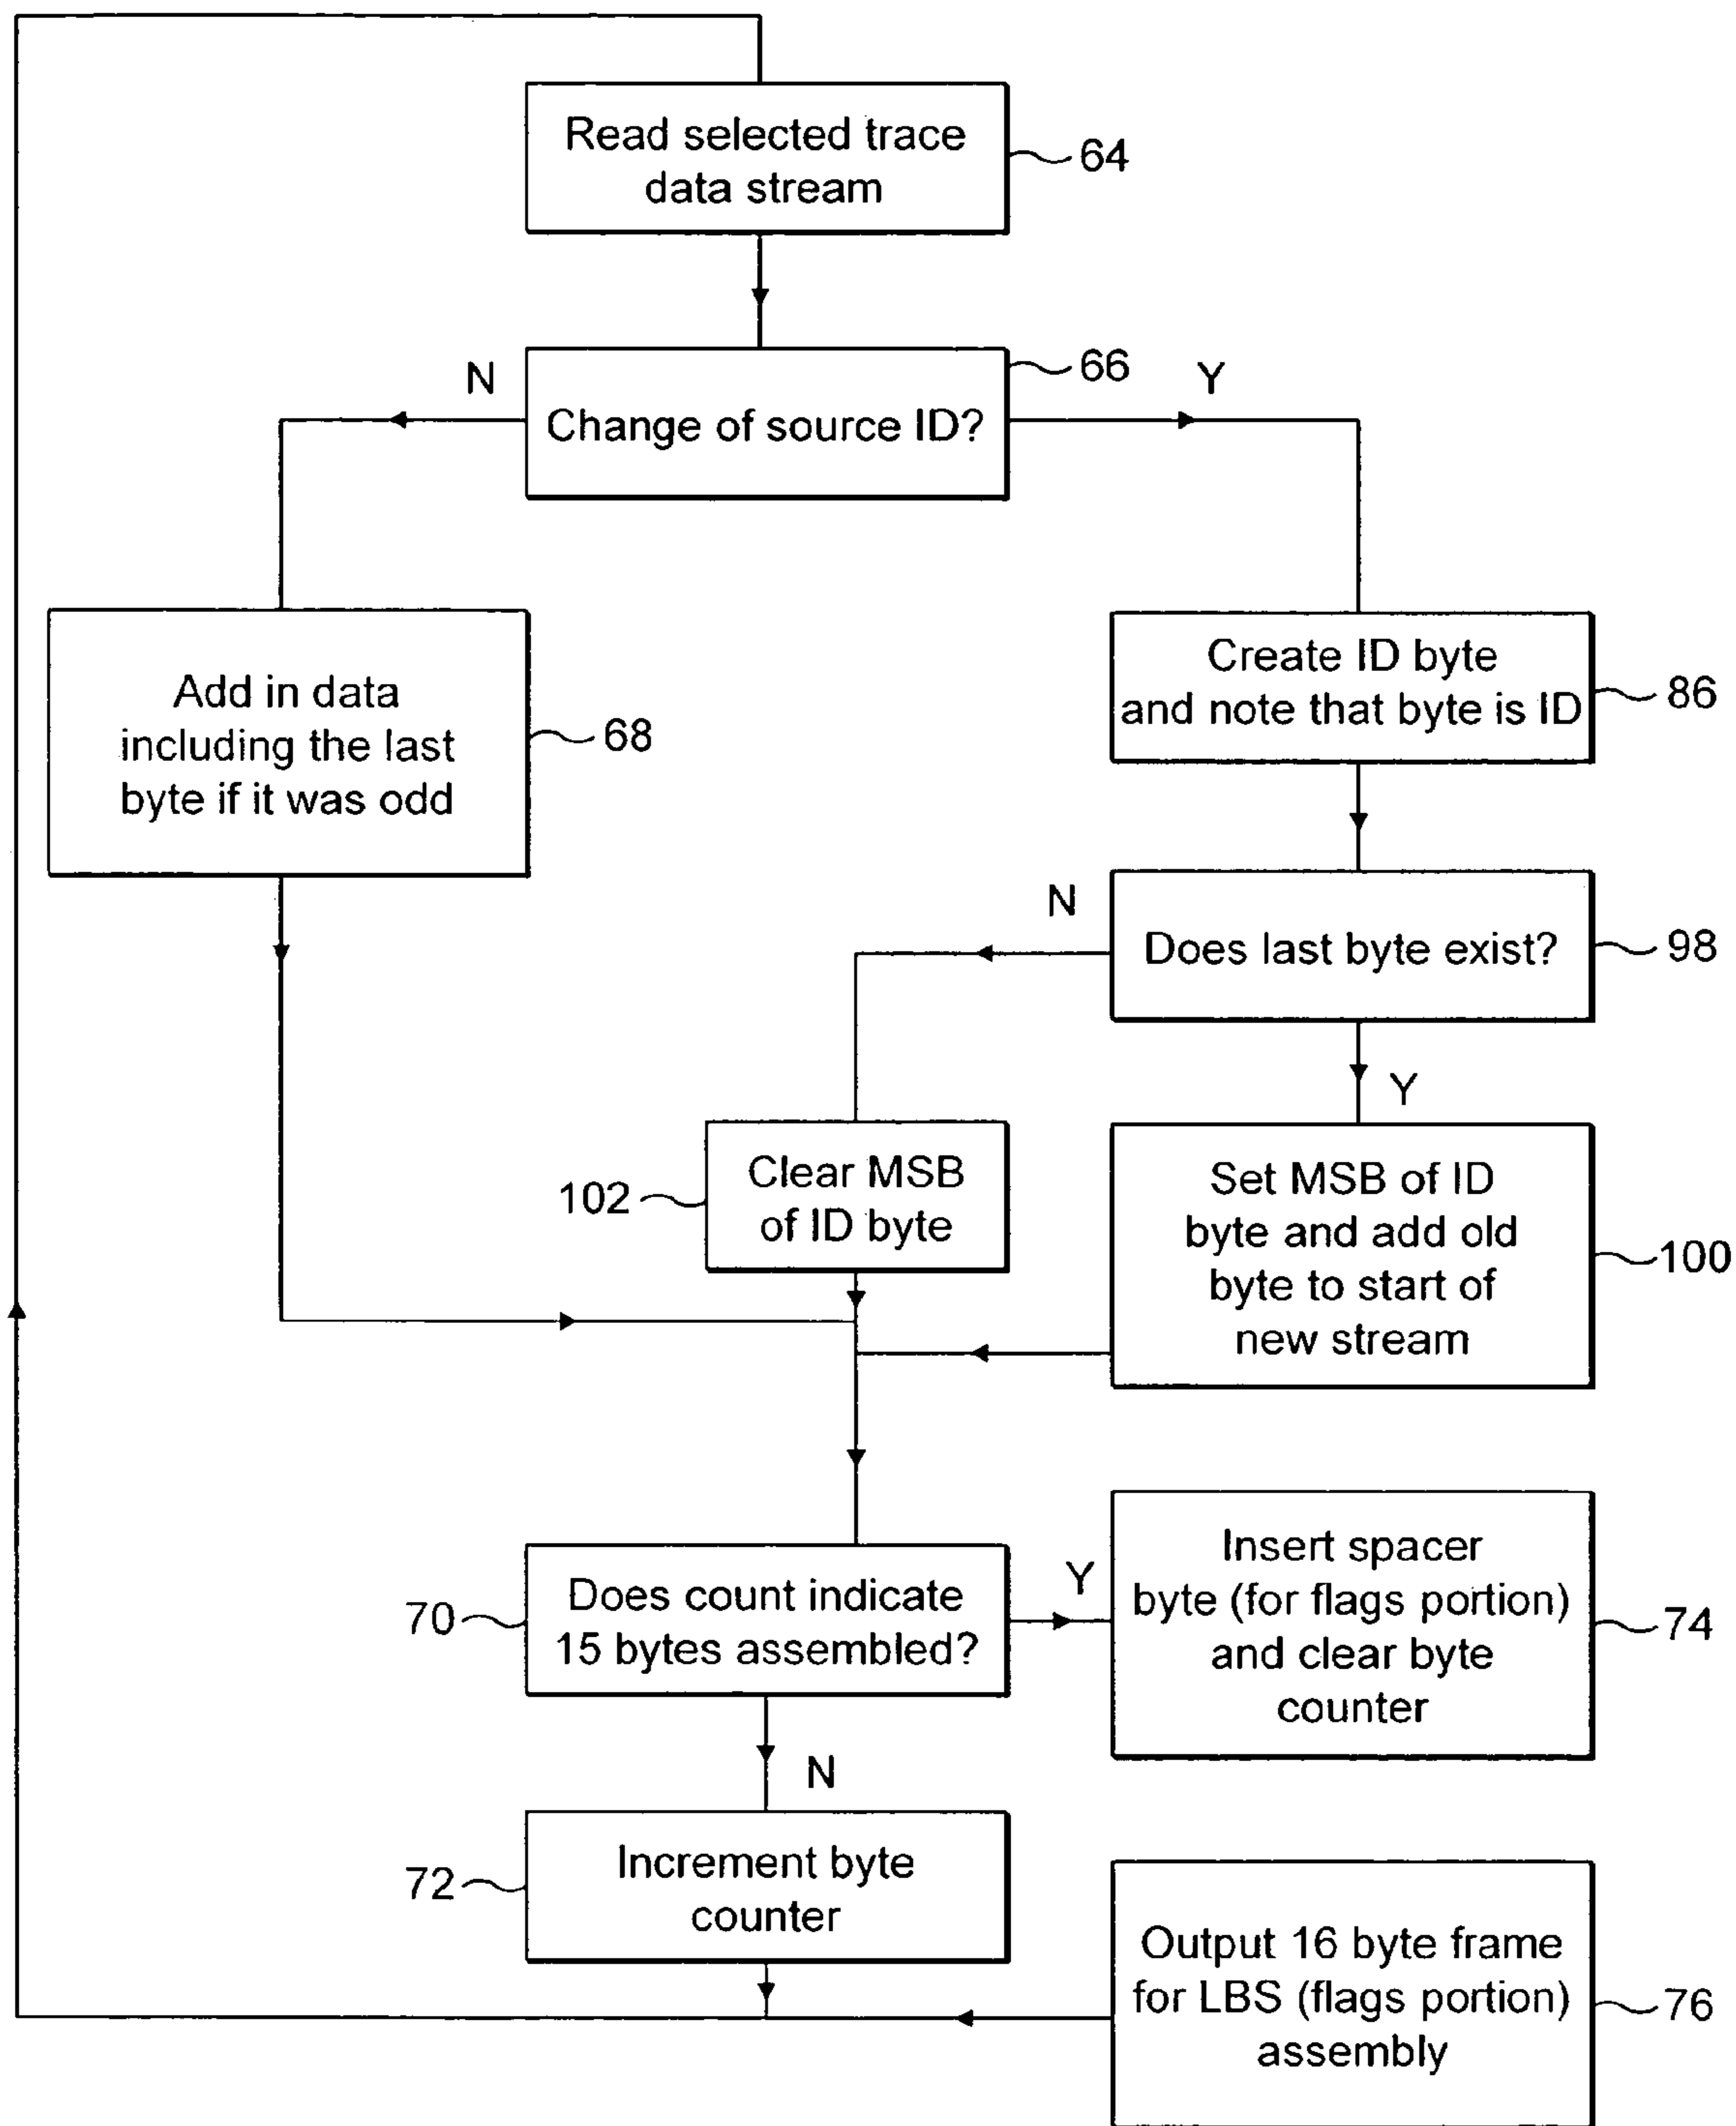 Read selected trace
data stream
64
N
66
Y
Change of source ID?
Add in data
including the last
byte if it was odd
68
Create ID byte
and note that byte is ID
86
N
Does last byte exist?
98
Y
Clear MSB
of ID byte
102
Set MSB of ID
byte and add old
byte to start of
new stream
100
Does count indicate
15 bytes assembled?
70
Y
Insert spacer
byte (for flags portion)
and clear byte
counter
74
N
Increment byte
counter
72
Output 16 byte frame
for LBS (flags portion)
assembly
76